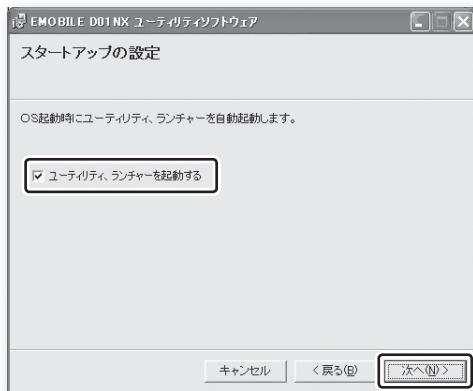 EMOBILE D01NX ユーティリティソフトウェア
スタートアップの設定
OS起動時にユーティリティ、ランチャーを自動起動します。
ユーティリティ、ランチャーを起動する
キャンセル
< 戻る(B)
次へ(N) >